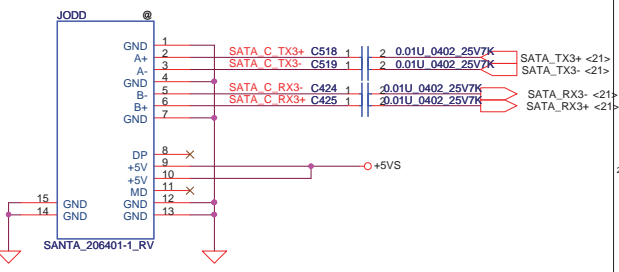 JODD @
GND 1
A+ 2 SATA_C_TX3+ C518 1 2 0.01U_0402_25V7K SATA_TX3+ <21>
A- 3 SATA_C_TX3- C519 1 2 0.01U_0402_25V7K SATA_TX3- <21>
GND 4
B- 5 SATA_C_RX3- C424 1 2 0.01U_0402_25V7K SATA_RX3- <21>
B+ 6 SATA_C_RX3+ C425 1 2 0.01U_0402_25V7K SATA_RX3+ <21>
GND 7
DP 8
+5V 9 +5VS
+5V 10
MD 11
15 GND GND 12
14 GND GND 13
SANTA_206401-1_RV